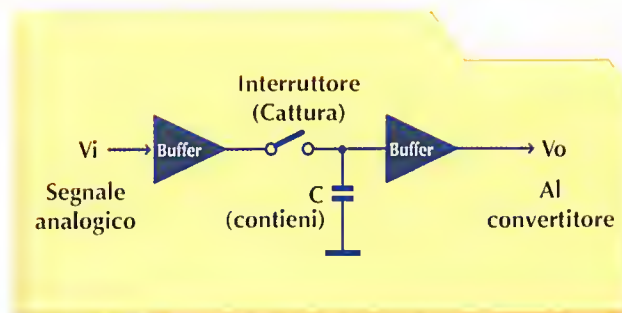 Interruttore
(Cattura)
Vi
Buffer
Buffer
Vo
Segnale
analogico
C
(contieni)
Al
convertitore